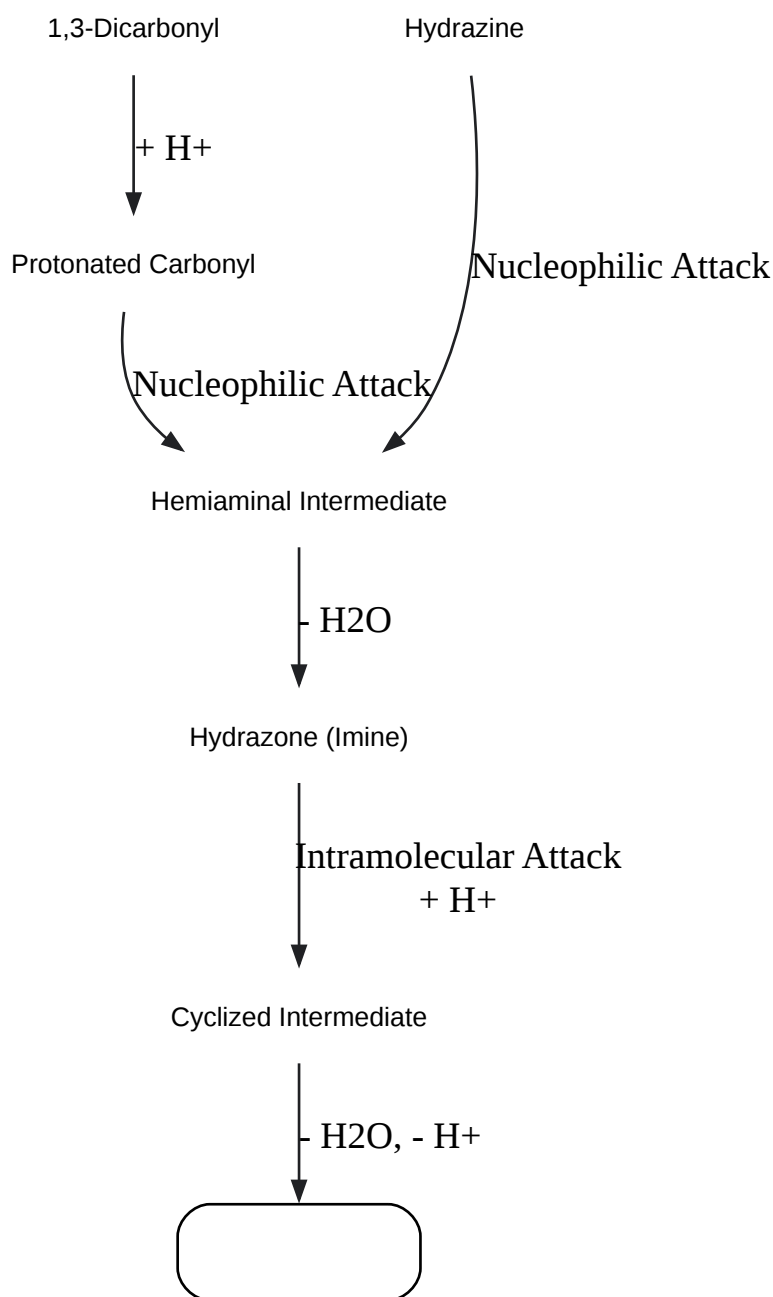 1,3-Dicarbonyl
Hydrazine
+ H+
Protonated Carbonyl
Nucleophilic Attack
Nucleophilic Attack
Hemiaminal Intermediate
- H2O
Hydrazone (Imine)
Intramolecular Attack
+ H+
Cyclized Intermediate
- H2O, - H+